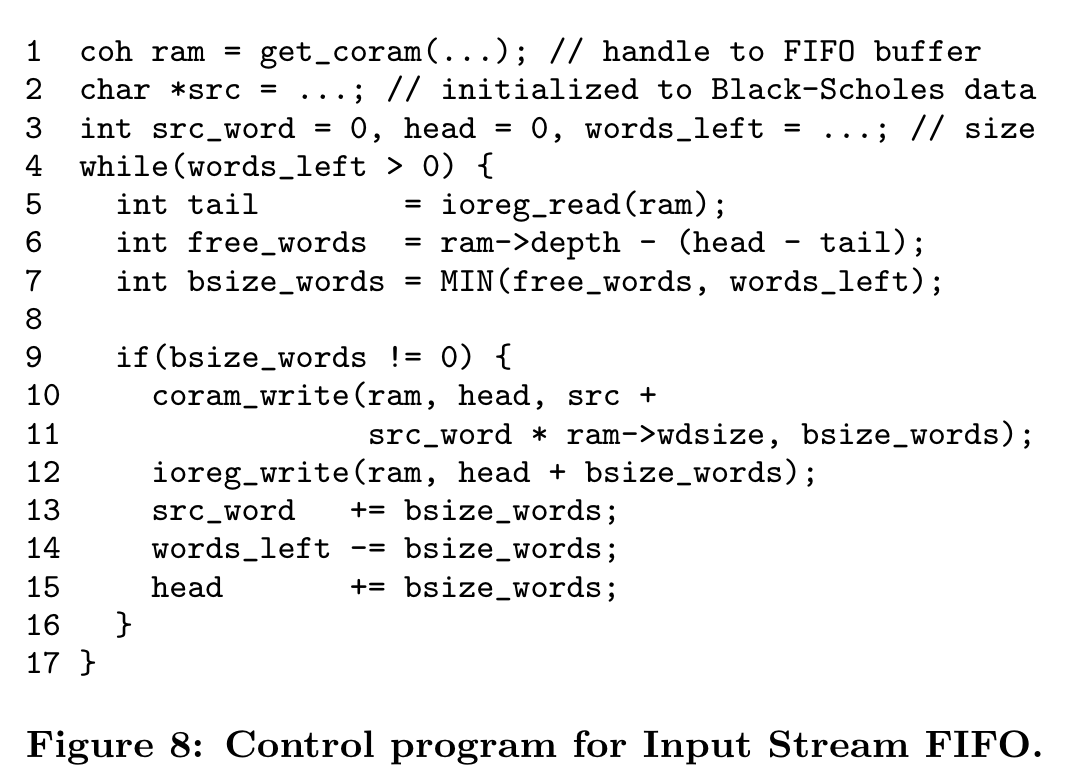 1 coh ram = get_coram(...); // handle to FIFO buffer
2 char *src = ...; // initialized to Black-Scholes data
3 int src_word = 0, head = 0, words_left = ...; // size
4 while(words_left > 0) {
5   int tail        = ioreg_read(ram);
6   int free_words  = ram->depth - (head - tail);
7   int bsize_words = MIN(free_words, words_left);
8
9   if(bsize_words != 0) {
10    coram_write(ram, head, src +
11                src_word * ram->wdsize, bsize_words);
12    ioreg_write(ram, head + bsize_words);
13    src_word   += bsize_words;
14    words_left -= bsize_words;
15    head       += bsize_words;
16  }
17 }
Figure 8: Control program for Input Stream FIFO.